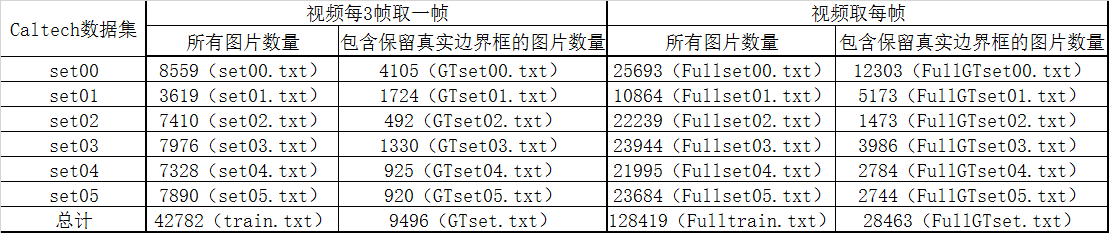 Caltech数据集 视频每3帧取一帧 视频取每帧
所有图片数量 包含保留真实边界框的图片数量 所有图片数量 包含保留真实边界框的图片数量
set00 8559（set00.txt） 4105（GTset00.txt） 25693（Fullset00.txt） 12303（FullGTset00.txt）
set01 3619（set01.txt） 1724（GTset01.txt） 10864（Fullset01.txt） 5173（FullGTset01.txt）
set02 7410（set02.txt） 492（GTset02.txt） 22239（Fullset02.txt） 1473（FullGTset02.txt）
set03 7976（set03.txt） 1330（GTset03.txt） 23944（Fullset03.txt） 3986（FullGTset03.txt）
set04 7328（set04.txt） 925（GTset04.txt） 21995（Fullset04.txt） 2784（FullGTset04.txt）
set05 7890（set05.txt） 920（GTset05.txt） 23684（Fullset05.txt） 2744（FullGTset05.txt）
总计 42782（train.txt） 9496（GTset.txt） 128419（Fulltrain.txt） 28463（FullGTset.txt）